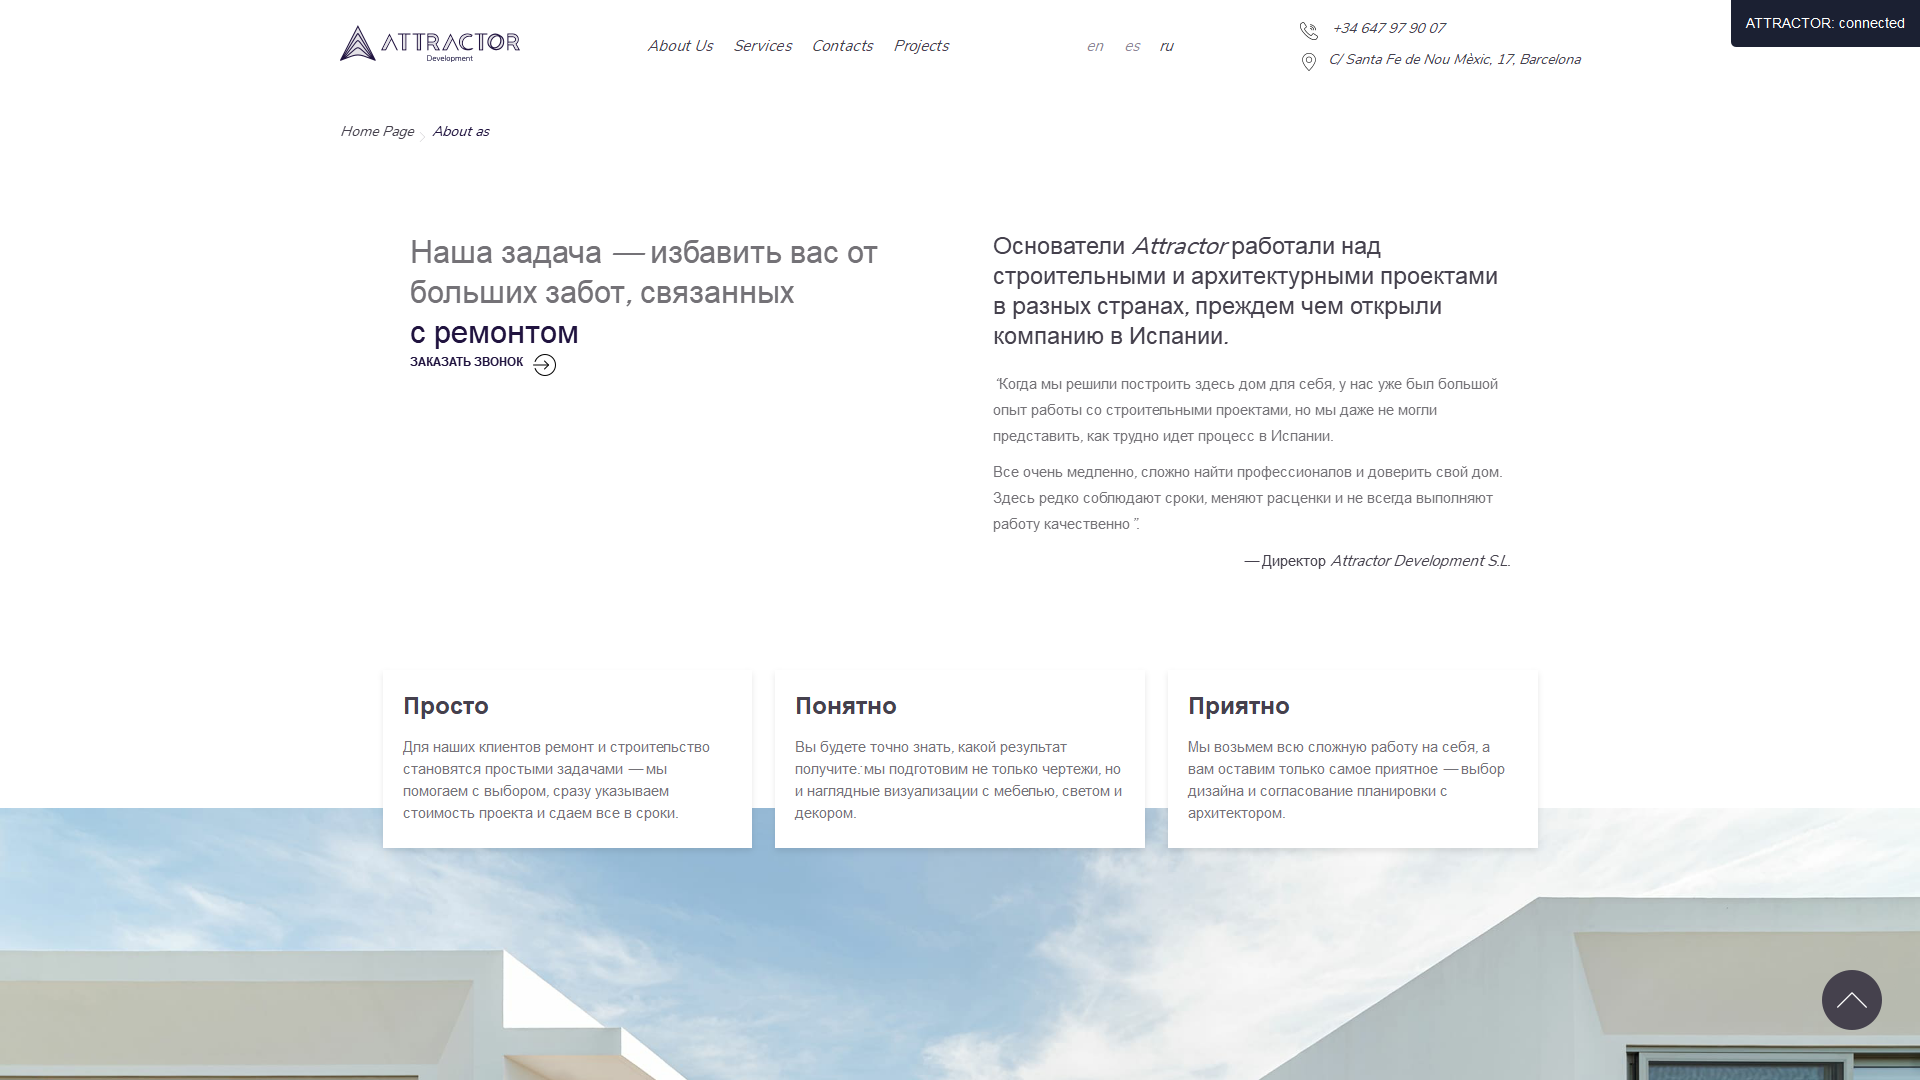 ATTRACTOR
Development
About Us Services Contacts Projects
en es ru
+34 647 97 90 07
C/ Santa Fe de Nou Mèxic, 17, Barcelona
ATTRACTOR: connected
Home Page About as
Наша задача — избавить вас от
больших забот, связанных
с ремонтом
ЗАКАЗАТЬ ЗВОНОК
Основатели Attractor работали над
строительными и архитектурными проектами
в разных странах, преждем чем открыли
компанию в Испании.
“Когда мы решили построить здесь дом для себя, у нас уже был большой
опыт работы со строительными проектами, но мы даже не могли
представить, как трудно идет процесс в Испании.
Все очень медленно, сложно найти профессионалов и доверить свой дом.
Здесь редко соблюдают сроки, меняют расценки и не всегда выполняют
работу качественно”.
— Директор Attractor Development S.L.
Просто
Для наших клиентов ремонт и строительство
становятся простыми задачами — мы
помогаем с выбором, сразу указываем
стоимость проекта и сдаем все в сроки.
Понятно
Вы будете точно знать, какой результат
получите: мы подготовим не только чертежи, но
и наглядные визуализации с мебелью, светом и
декором.
Приятно
Мы возьмем всю сложную работу на себя, а
вам оставим только самое приятное — выбор
дизайна и согласование планировки с
архитектором.